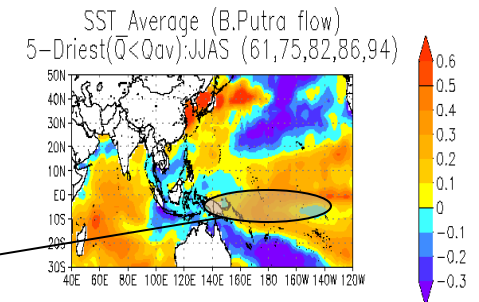 SST Average (B.Putra flow)
5-Driest(Q̅<Qav):JJAS (61,75,82,86,94)
50N
40N
30N
20N
10N
EQ
10S
20S
30S
40E 60E 80E 100E 120E 140E 160E 180 160W 140W 120W
0.6
0.5
0.4
0.3
0.2
0.1
0
-0.1
-0.2
-0.3